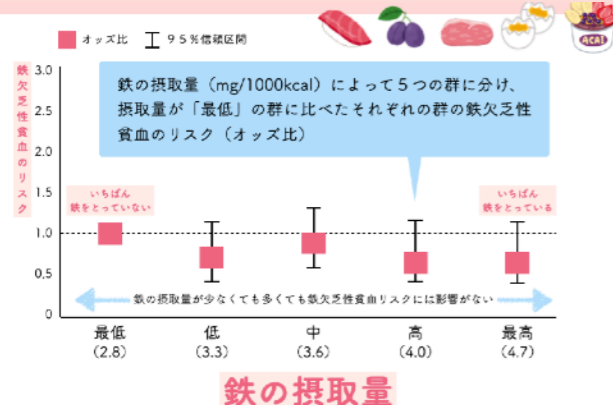 ACAI
オッズ比 95%信頼区間
鉄欠乏性貧血のリスク
鉄の摂取量（mg/1000kcal）によって５つの群に分け、
摂取量が「最低」の群に比べたそれぞれの群の鉄欠乏性
貧血のリスク（オッズ比）
3.0
2.5
2.0
1.5
1.0
0.5
0
いちばん
鉄をとっていない
いちばん
鉄をとっている
鉄の摂取量が少なくても多くても鉄欠乏性貧血リスクには影響がない
最低 低 中 高 最高
(2.8) (3.3) (3.6) (4.0) (4.7)
鉄の摂取量